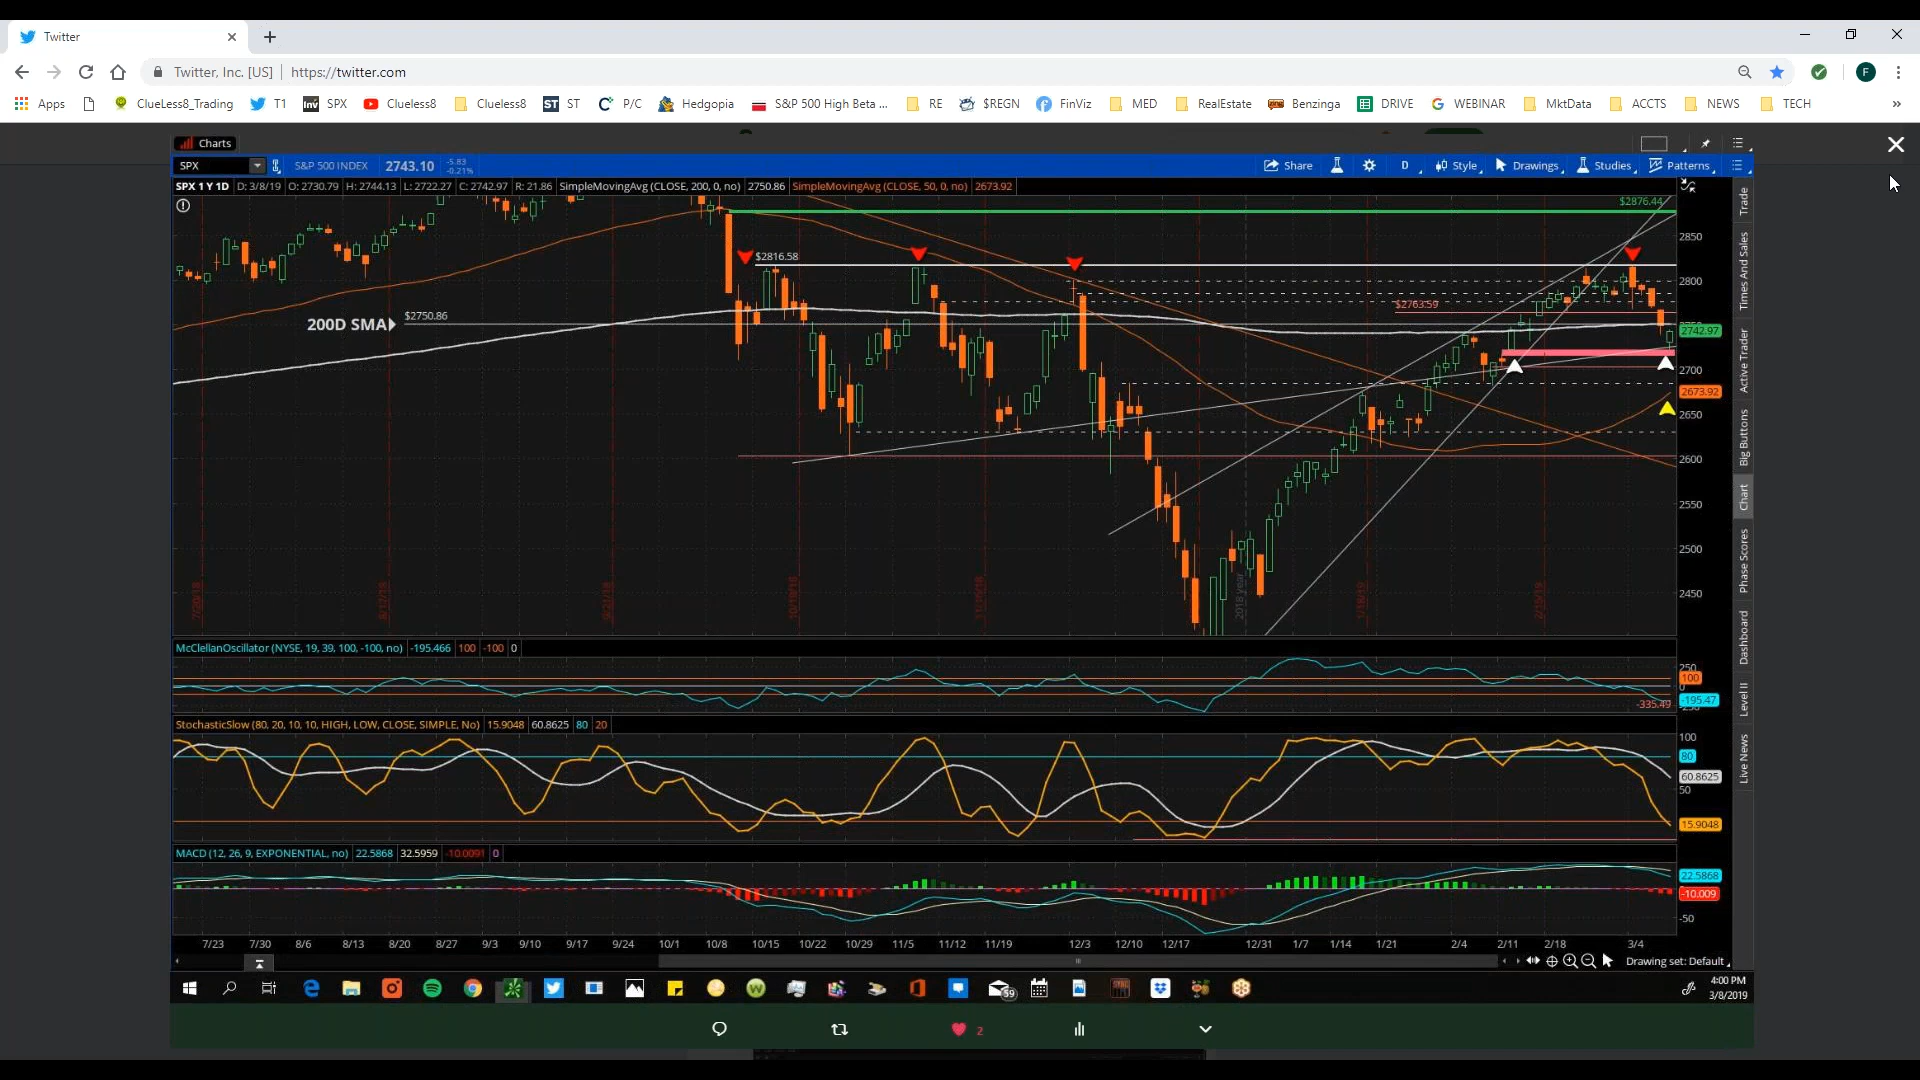 Twitter
Twitter, Inc. [US] https://twitter.com
Apps ClueLess8_Trading T1 SPX Clueless8 Clueless8 ST P/C Hedgopia S&P 500 High Beta ... RE $REGN FinViz MED RealEstate Benzinga DRIVE WEBINAR MktData ACCTS NEWS TECH »
Charts
SPX S&P 500 INDEX 2743.10 -5.83 -0.21% Share D Style Drawings Studies Patterns
SPX 1 Y 1D D: 3/8/19 O: 2730.79 H: 2744.13 L: 2722.27 C: 2742.97 R: 21.86 SimpleMovingAvg (CLOSE, 200, 0, no) 2750.86 SimpleMovingAvg (CLOSE, 50, 0, no) 2673.92
$2876.44
2850
$2816.58
2800
$2763.59
200D SMA $2750.86
2742.97
2700
2673.92
2650
2600
2550
2500
2450
2018 year
McClellanOscillator (NYSE, 19, 39, 100, -100, no) -195.466 100 -100 0
250
100
0
-195.47
-335.49
StochasticSlow (80, 20, 10, 10, HIGH, LOW, CLOSE, SIMPLE, No) 15.9048 60.8625 80 20
100
80
60.8625
50
15.9048
MACD (12, 26, 9, EXPONENTIAL, no) 22.5868 32.5959 -10.0091 0
22.5868
-10.009
-50
7/23 7/30 8/6 8/13 8/20 8/27 9/3 9/10 9/17 9/24 10/1 10/8 10/15 10/22 10/29 11/5 11/12 11/19 12/3 12/10 12/17 12/31 1/7 1/14 1/21 2/4 2/11 2/18 3/4
Drawing set: Default
Trade
Times And Sales
Active Trader
Big Buttons
Chart
Phase Scores
Dashboard
Level II
Live News
59
4:00 PM
3/8/2019
2